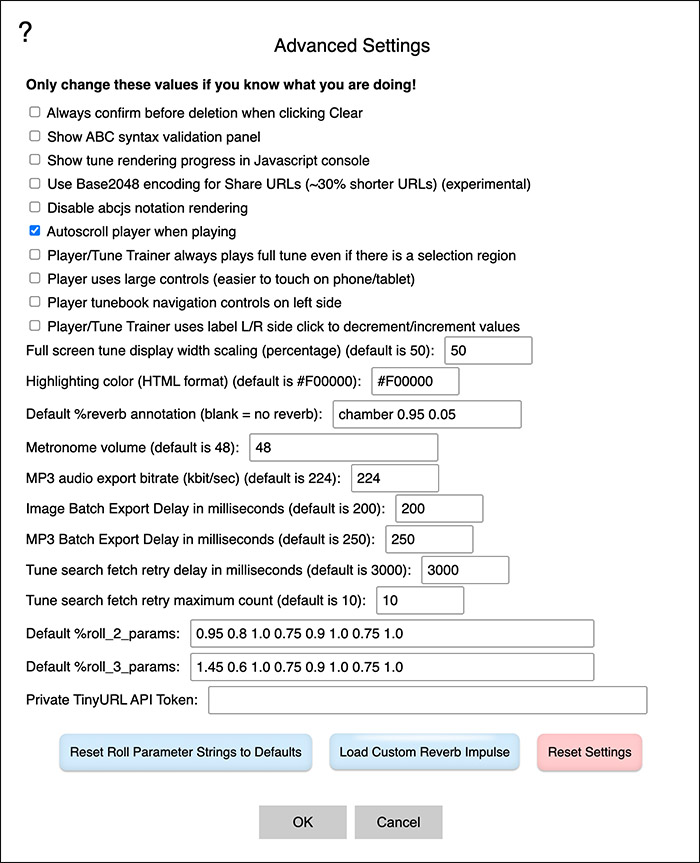 ?
Advanced Settings
Only change these values if you know what you are doing!
Always confirm before deletion when clicking Clear
Show ABC syntax validation panel
Show tune rendering progress in Javascript console
Use Base2048 encoding for Share URLs (~30% shorter URLs) (experimental)
Disable abcjs notation rendering
Autoscroll player when playing
Player/Tune Trainer always plays full tune even if there is a selection region
Player uses large controls (easier to touch on phone/tablet)
Player tunebook navigation controls on left side
Player/Tune Trainer uses label L/R side click to decrement/increment values
Full screen tune display width scaling (percentage) (default is 50): 50
Highlighting color (HTML format) (default is #F00000): #F00000
Default %reverb annotation (blank = no reverb): chamber 0.95 0.05
Metronome volume (default is 48): 48
MP3 audio export bitrate (kbit/sec) (default is 224): 224
Image Batch Export Delay in milliseconds (default is 200): 200
MP3 Batch Export Delay in milliseconds (default is 250): 250
Tune search fetch retry delay in milliseconds (default is 3000): 3000
Tune search fetch retry maximum count (default is 10): 10
Default %roll_2_params: 0.95 0.8 1.0 0.75 0.9 1.0 0.75 1.0
Default %roll_3_params: 1.45 0.6 1.0 0.75 0.9 1.0 0.75 1.0
Private TinyURL API Token:
Reset Roll Parameter Strings to Defaults Load Custom Reverb Impulse Reset Settings
OK Cancel